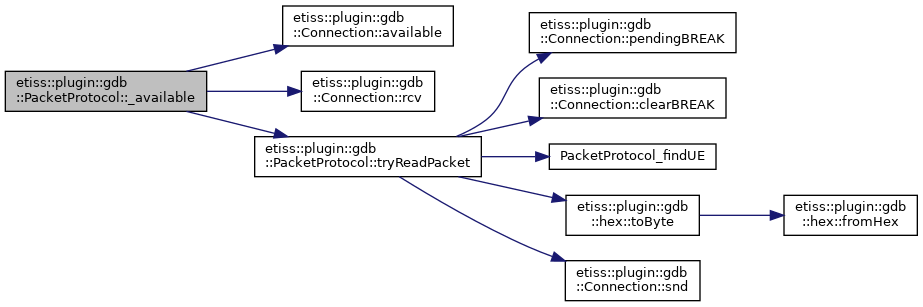 etiss::plugin::gdb
::PacketProtocol::_available
etiss::plugin::gdb
::Connection::available
etiss::plugin::gdb
::Connection::rcv
etiss::plugin::gdb
::PacketProtocol::tryReadPacket
etiss::plugin::gdb
::Connection::pendingBREAK
etiss::plugin::gdb
::Connection::clearBREAK
PacketProtocol_findUE
etiss::plugin::gdb
::hex::toByte
etiss::plugin::gdb
::hex::fromHex
etiss::plugin::gdb
::Connection::snd